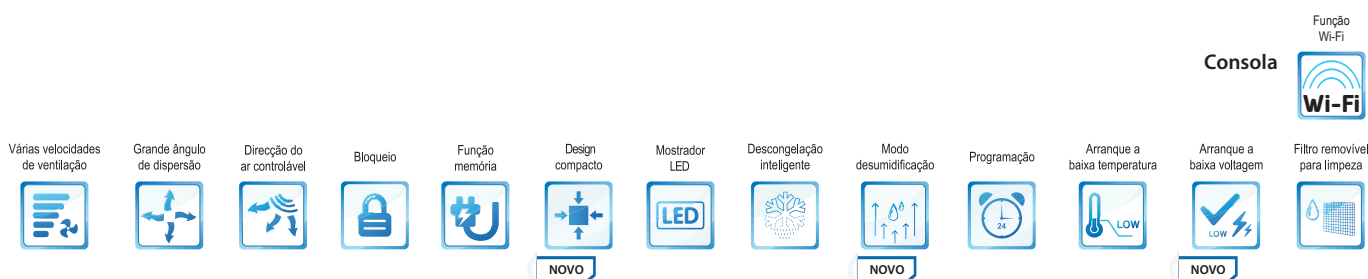 Função
Wi-Fi
Consola
Wi-Fi
Várias velocidades
de ventilação
Grande ângulo
de dispersão
Direcção do
ar controlável
Bloqueio
Função
memória
Design
compacto
Mostrador
LED
Descongelação
inteligente
Modo
desumidificação
Programação
Arranque a
baixa temperatura
Arranque a
baixa voltagem
Filtro removível
para limpeza
LED
24
LOW
LOW
NOVO
NOVO
NOVO